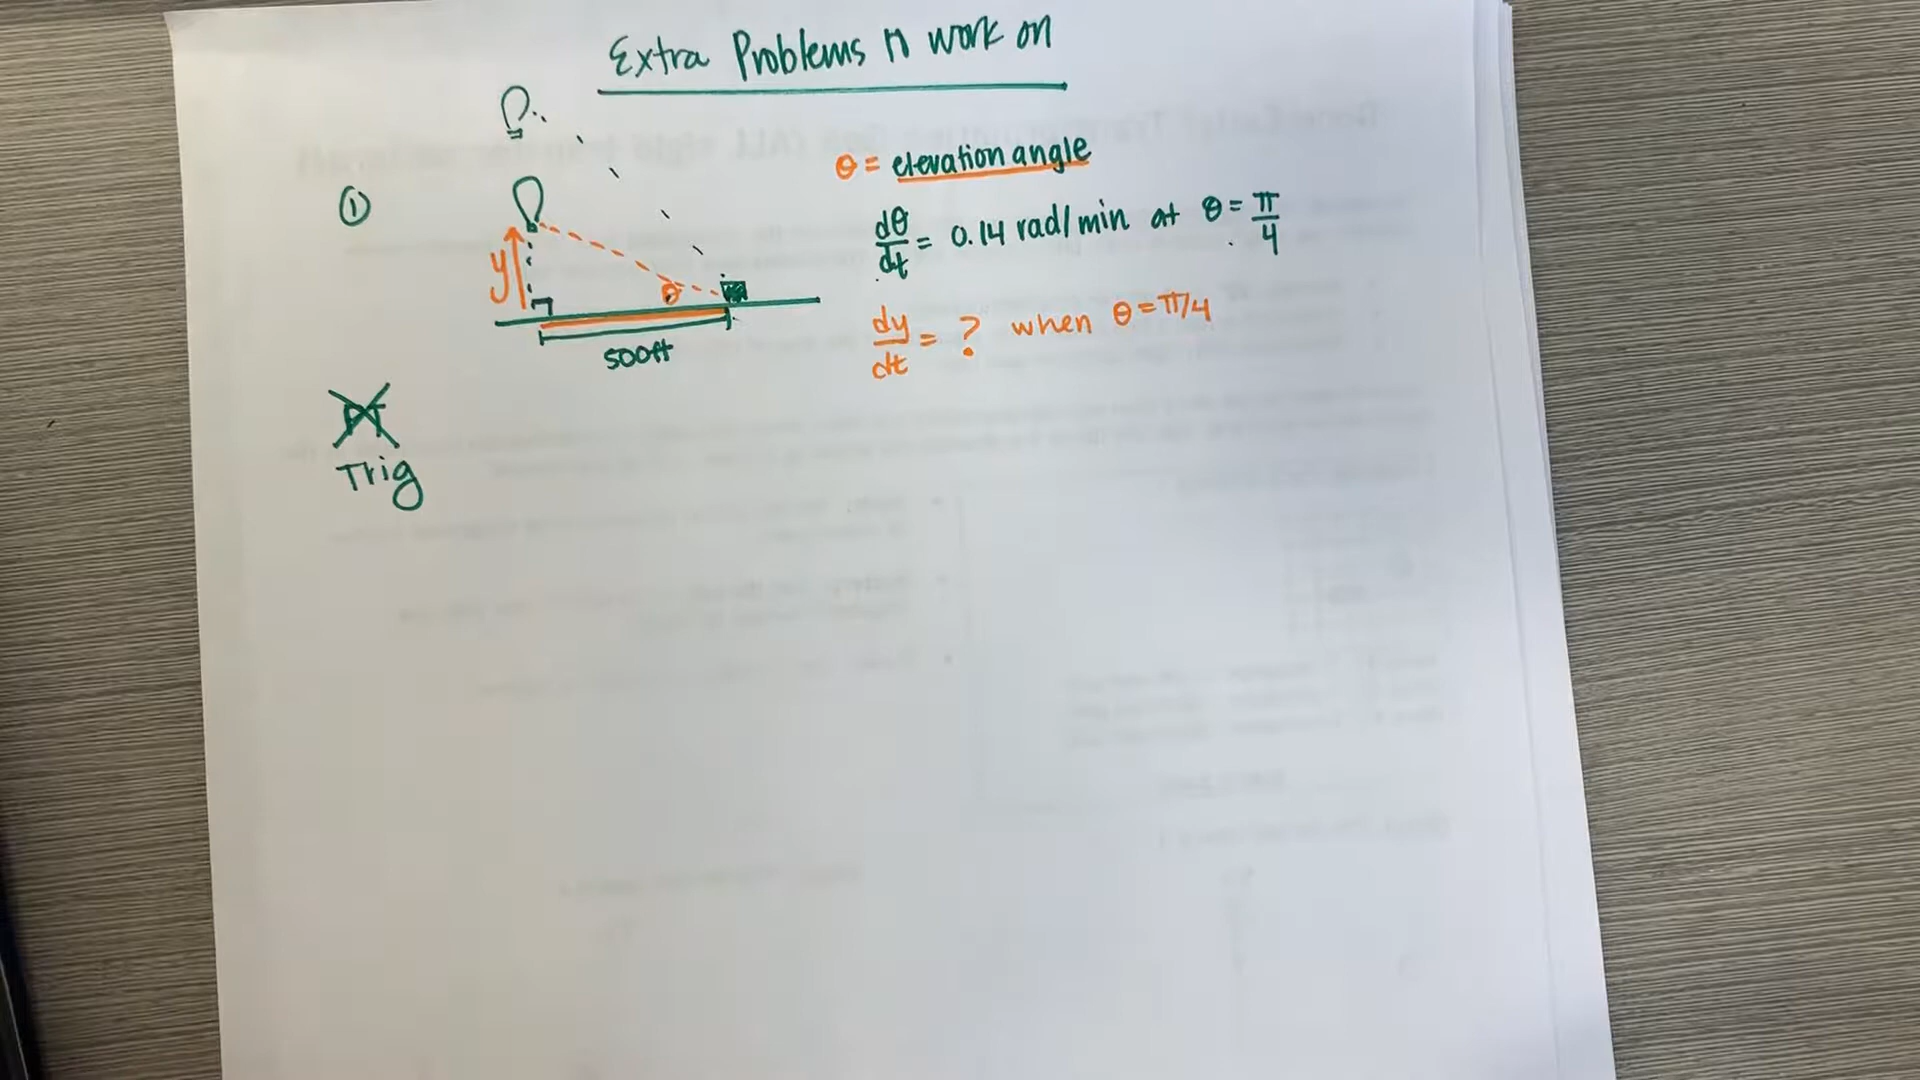 Extra Problems to work on
①
θ = elevation angle
dθ/dt = 0.14 rad/min at θ = π/4
y
θ
500ft
dy/dt = ? when θ = π/4
PT
Trig